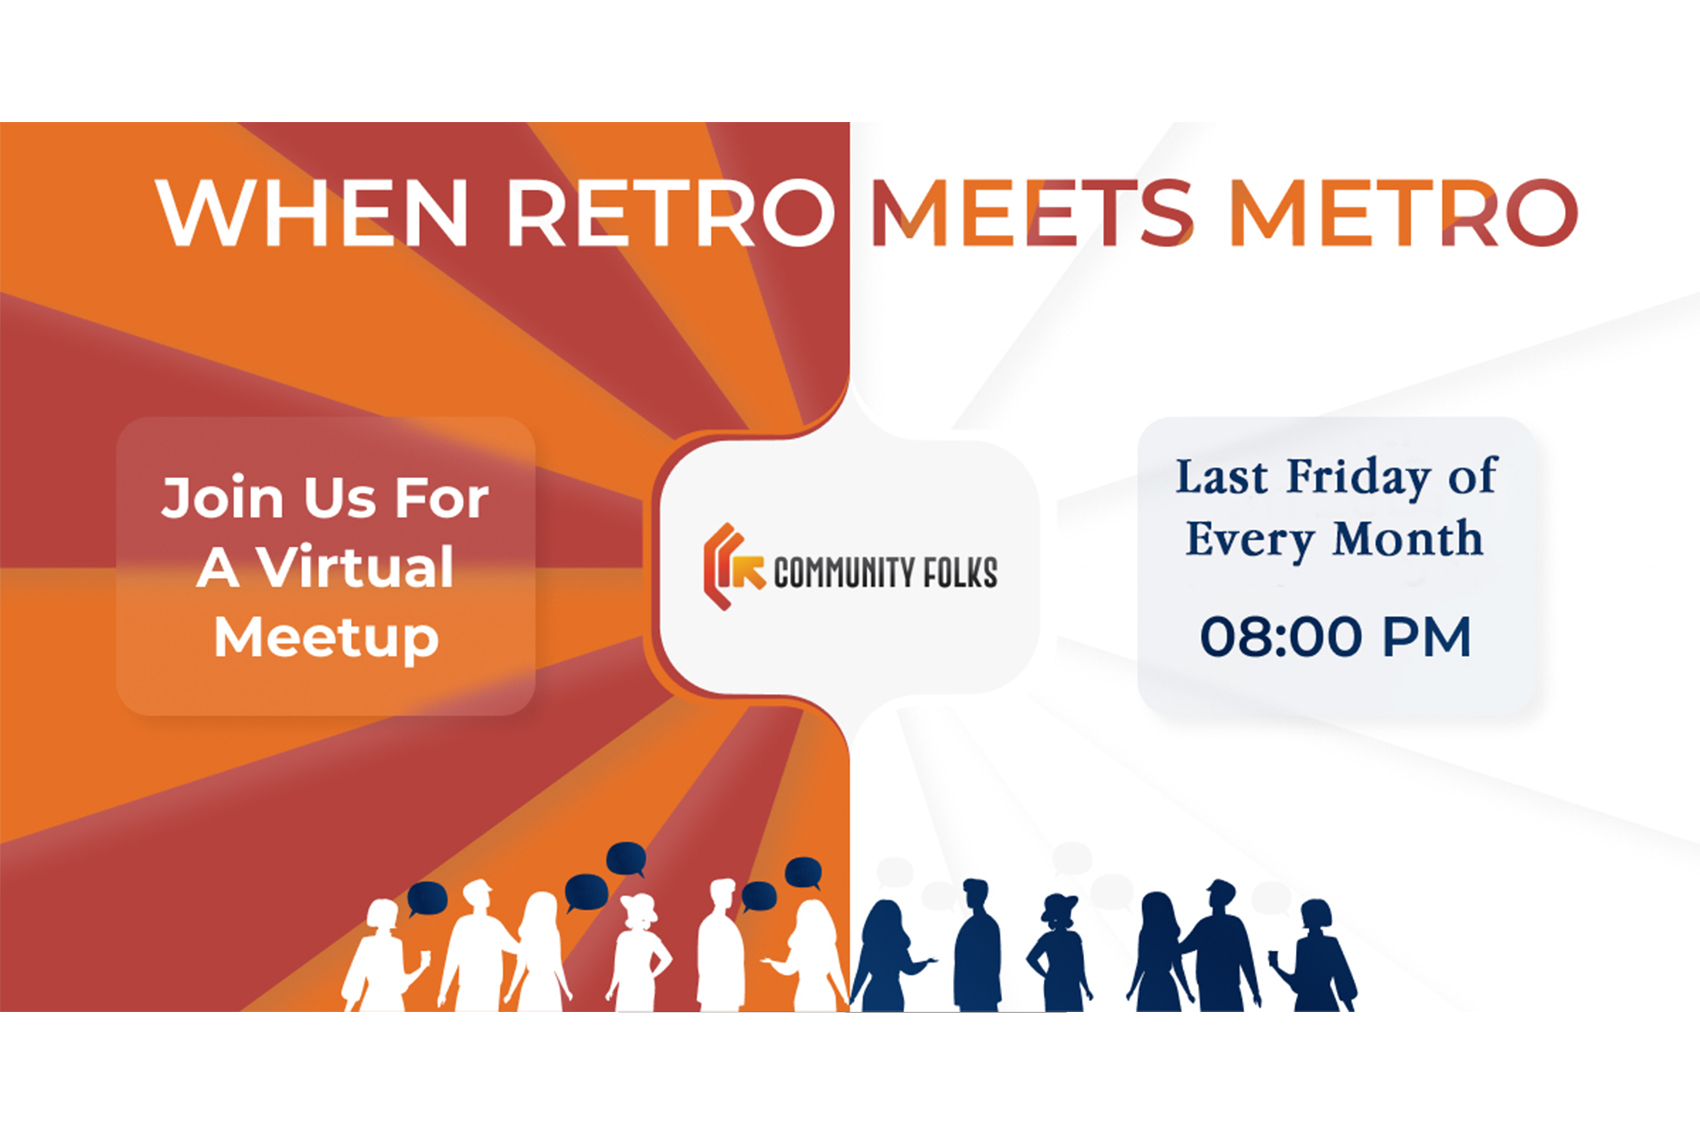 WHEN RETRO MEETS METRO
Join Us For
A Virtual
Meetup
COMMUNITY FOLKS
Last Friday of
Every Month
08:00 PM